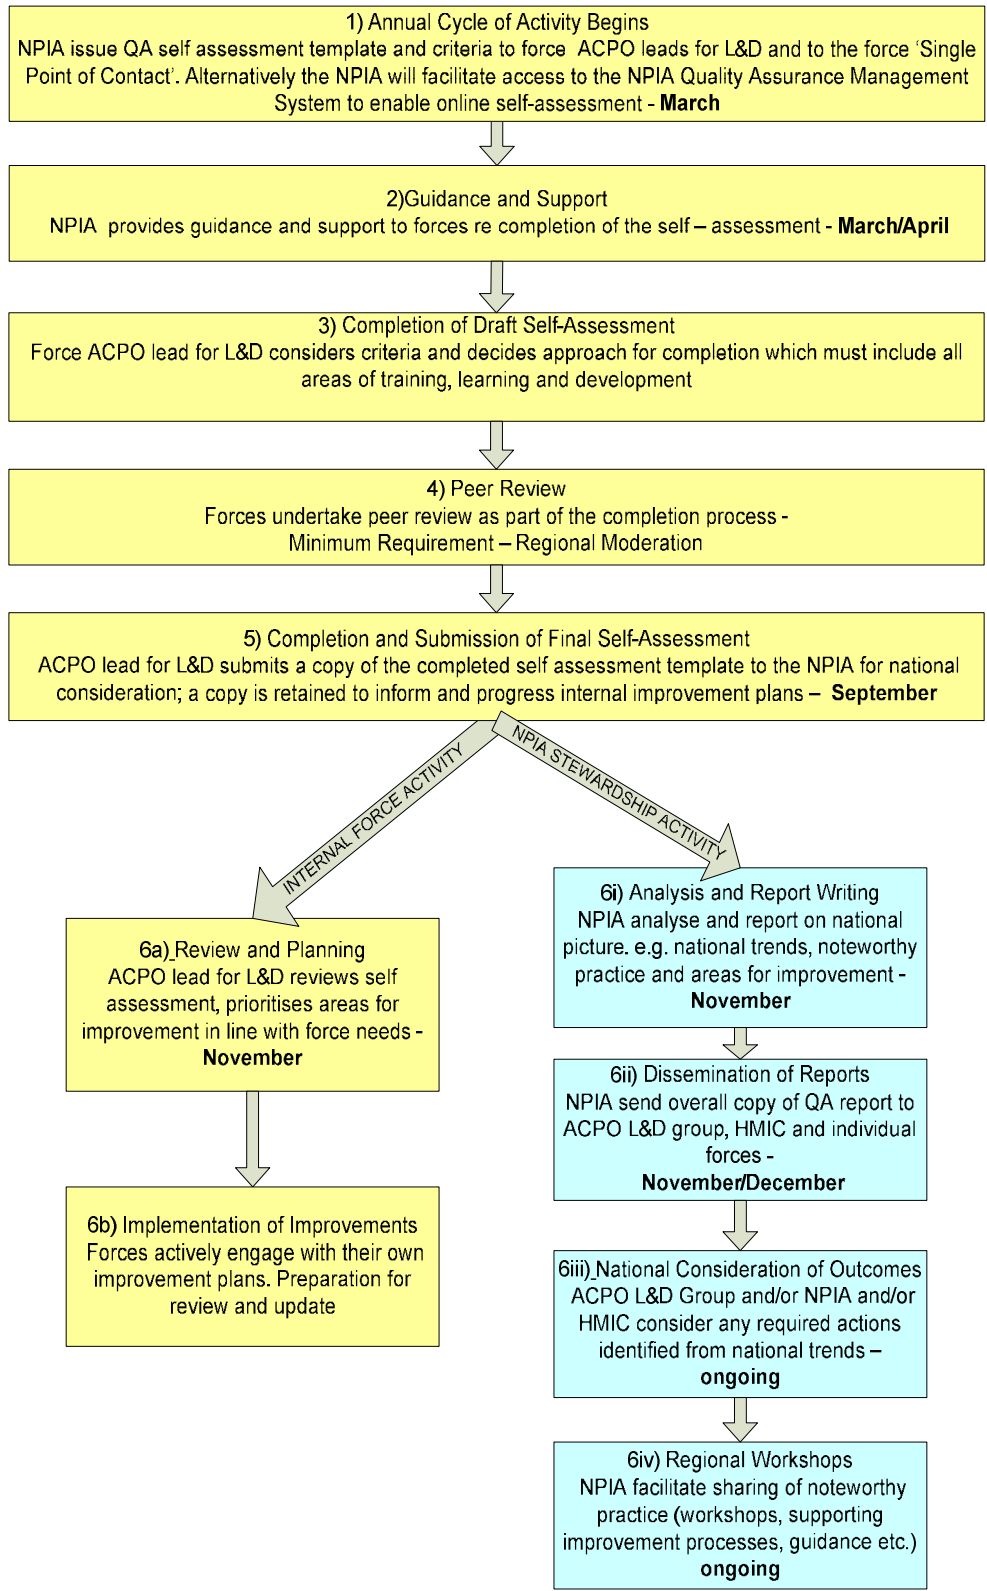 1) Annual Cycle of Activity Begins
NPIA issue QA self assessment template and criteria to force ACPO leads for L&D and to the force ‘Single
Point of Contact’. Alternatively the NPIA will facilitate access to the NPIA Quality Assurance Management
System to enable online self-assessment - March
2)Guidance and Support
NPIA provides guidance and support to forces re completion of the self – assessment - March/April
3) Completion of Draft Self-Assessment
Force ACPO lead for L&D considers criteria and decides approach for completion which must include all
areas of training, learning and development
4) Peer Review
Forces undertake peer review as part of the completion process -
Minimum Requirement – Regional Moderation
5) Completion and Submission of Final Self-Assessment
ACPO lead for L&D submits a copy of the completed self assessment template to the NPIA for national
consideration; a copy is retained to inform and progress internal improvement plans – September
INTERNAL FORCE ACTIVITY
NPIA STEWARDSHIP ACTIVITY
6a) Review and Planning
ACPO lead for L&D reviews self
assessment, prioritises areas for
improvement in line with force needs -
November
6b) Implementation of Improvements
Forces actively engage with their own
improvement plans. Preparation for
review and update
6i) Analysis and Report Writing
NPIA analyse and report on national
picture. e.g. national trends, noteworthy
practice and areas for improvement -
November
6ii) Dissemination of Reports
NPIA send overall copy of QA report to
ACPO L&D group, HMIC and individual
forces -
November/December
6iii) National Consideration of Outcomes
ACPO L&D Group and/or NPIA and/or
HMIC consider any required actions
identified from national trends –
ongoing
6iv) Regional Workshops
NPIA facilitate sharing of noteworthy
practice (workshops, supporting
improvement processes, guidance etc.)
ongoing